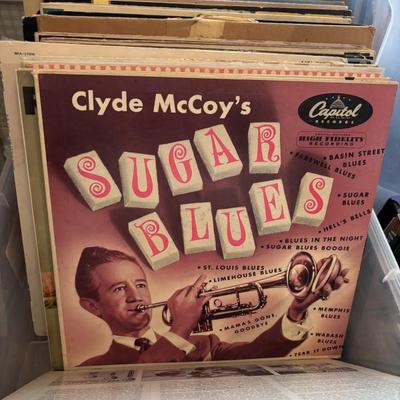 Clyde McCoy's
SUGAR
BLUES
Capitol
RECORDS
HIGH FIDELITY
RECORDING
• BASIN STREET
BLUES
• FAREWELL BLUES
• SUGAR
BLUES
• HELL'S BELLS
• BLUES IN THE NIGHT
• SUGAR BLUES BOOGIE
• ST. LOUIS BLUES
• LIMEHOUSE BLUES
• MAMA'S GONE,
GOODBYE
• MEMPHIS
BLUES
• WABASH
BLUES
• TEAR IT DOWN